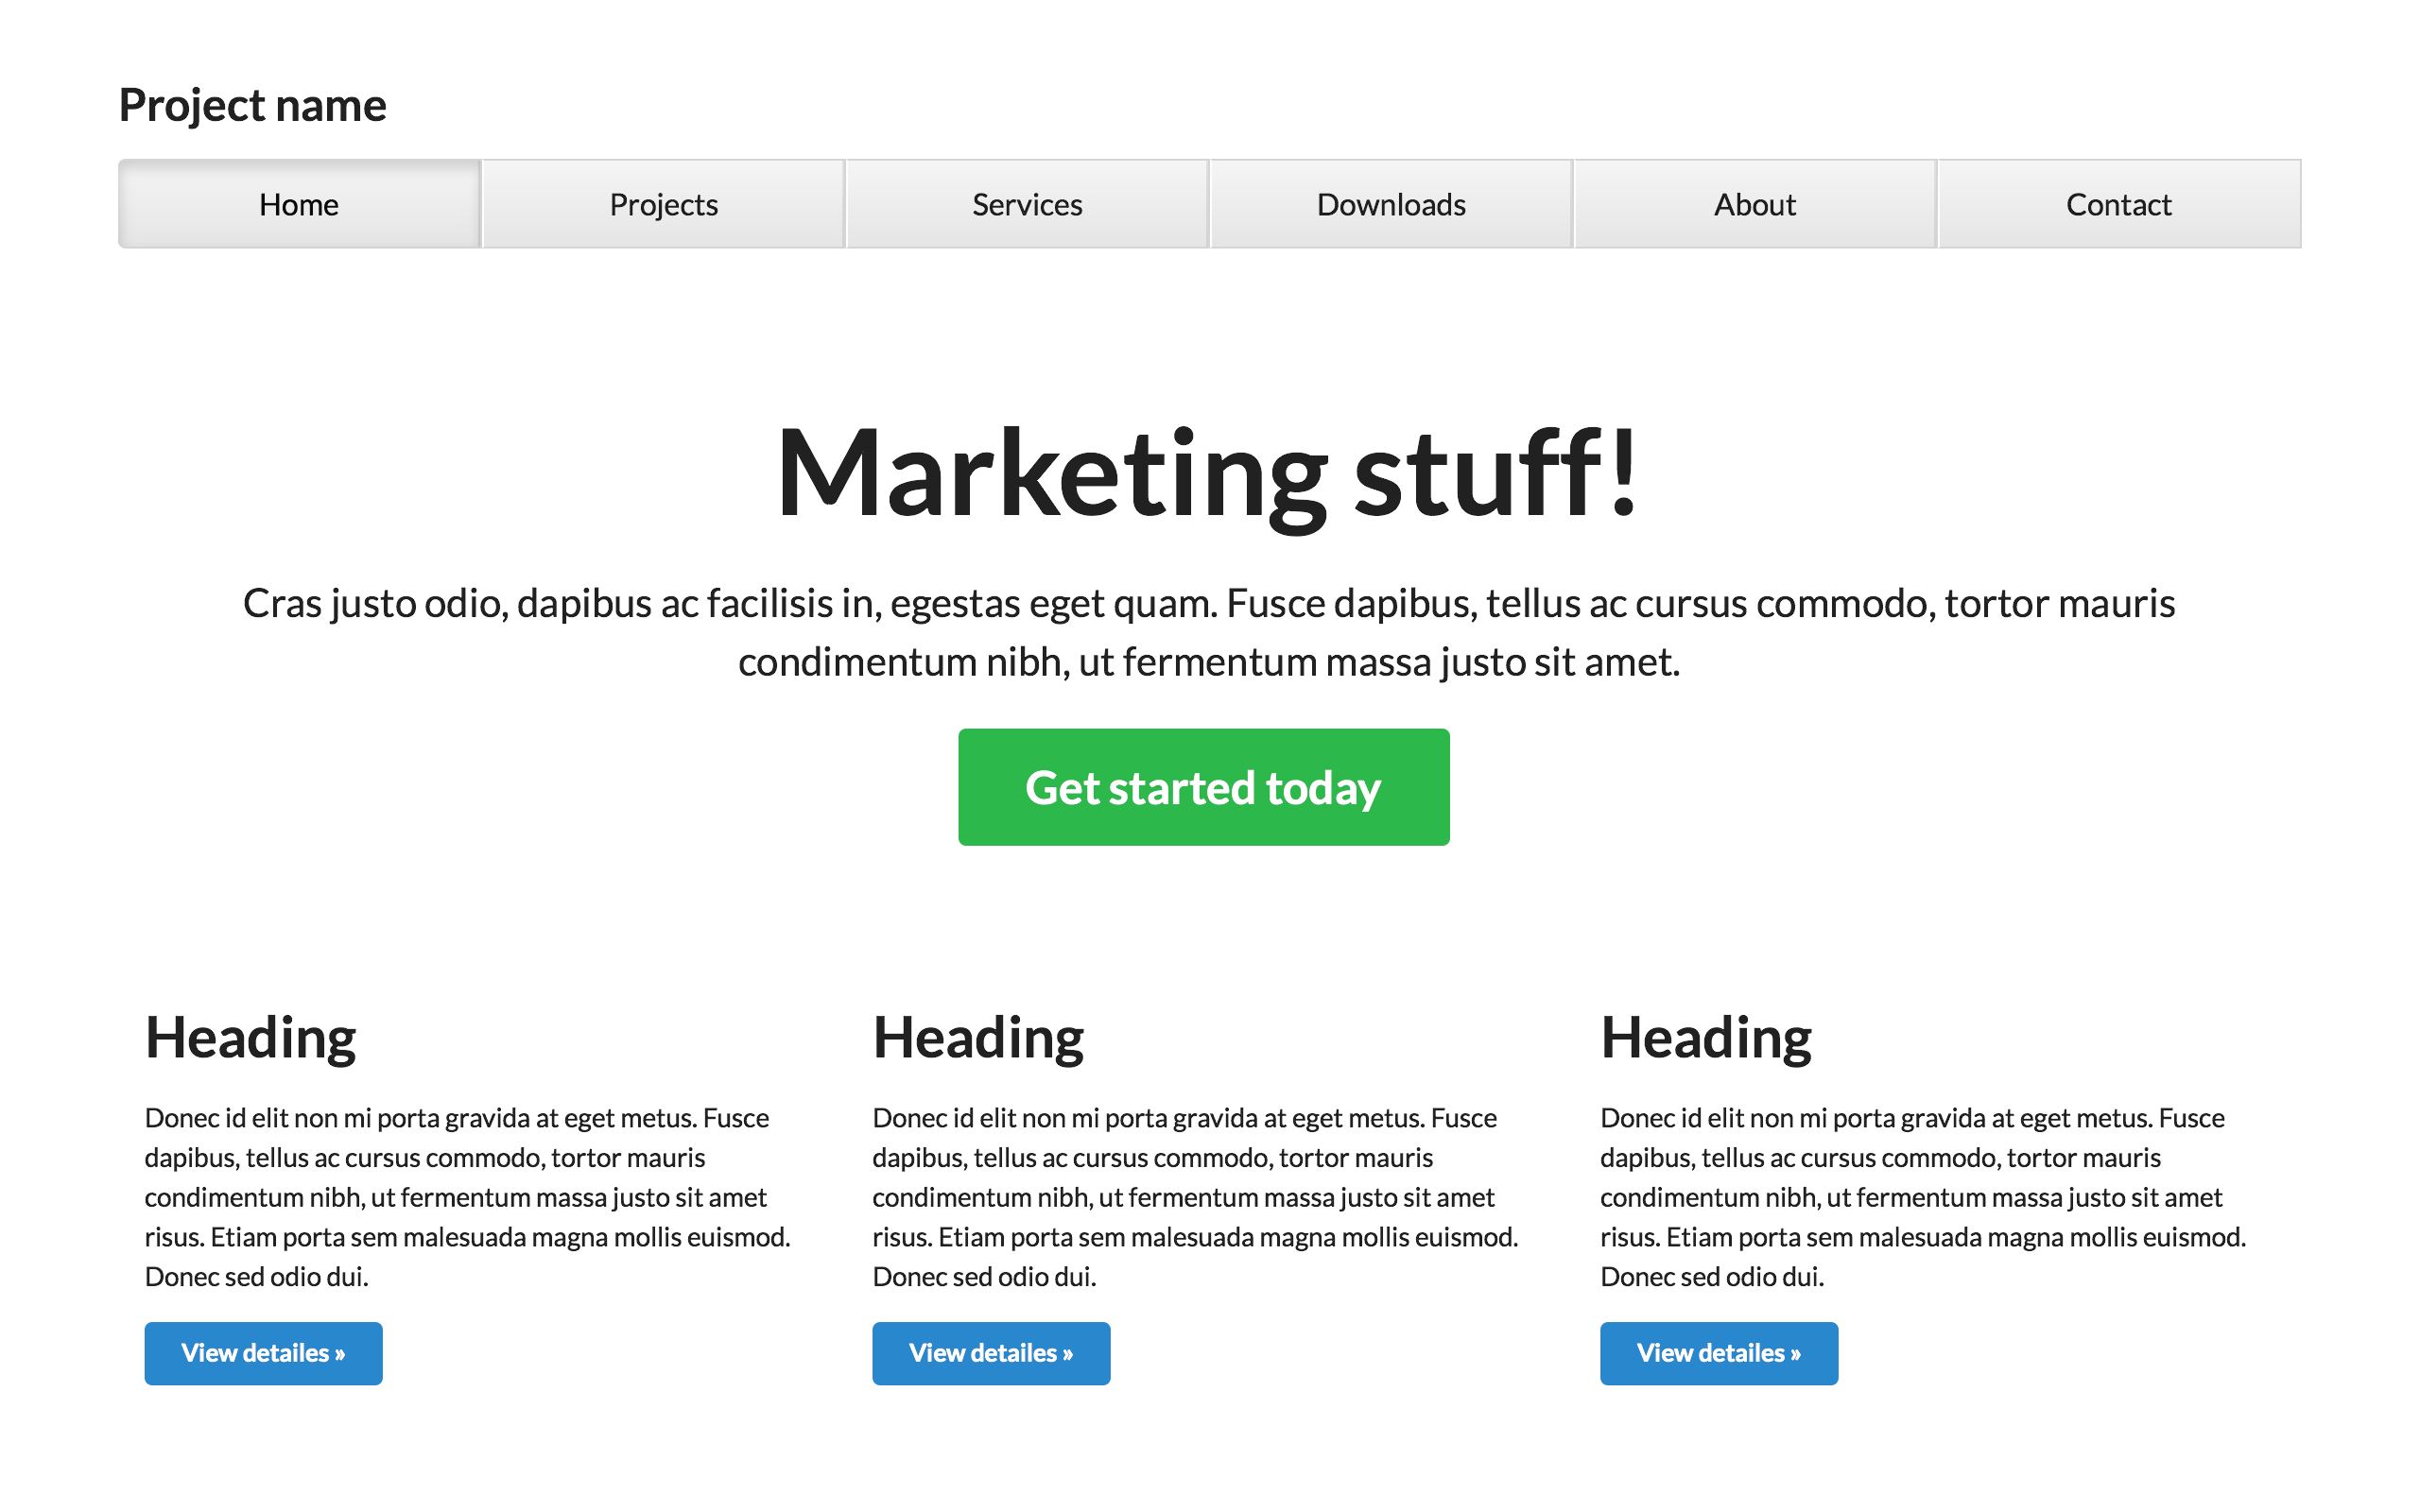 Project name
Home Projects Services Downloads About Contact
Marketing stuff!
Cras justo odio, dapibus ac facilisis in, egestas eget quam. Fusce dapibus, tellus ac cursus commodo, tortor mauris
condimentum nibh, ut fermentum massa justo sit amet.
Get started today
Heading
Donec id elit non mi porta gravida at eget metus. Fusce
dapibus, tellus ac cursus commodo, tortor mauris
condimentum nibh, ut fermentum massa justo sit amet
risus. Etiam porta sem malesuada magna mollis euismod.
Donec sed odio dui.
View detailes »
Heading
Donec id elit non mi porta gravida at eget metus. Fusce
dapibus, tellus ac cursus commodo, tortor mauris
condimentum nibh, ut fermentum massa justo sit amet
risus. Etiam porta sem malesuada magna mollis euismod.
Donec sed odio dui.
View detailes »
Heading
Donec id elit non mi porta gravida at eget metus. Fusce
dapibus, tellus ac cursus commodo, tortor mauris
condimentum nibh, ut fermentum massa justo sit amet
risus. Etiam porta sem malesuada magna mollis euismod.
Donec sed odio dui.
View detailes »